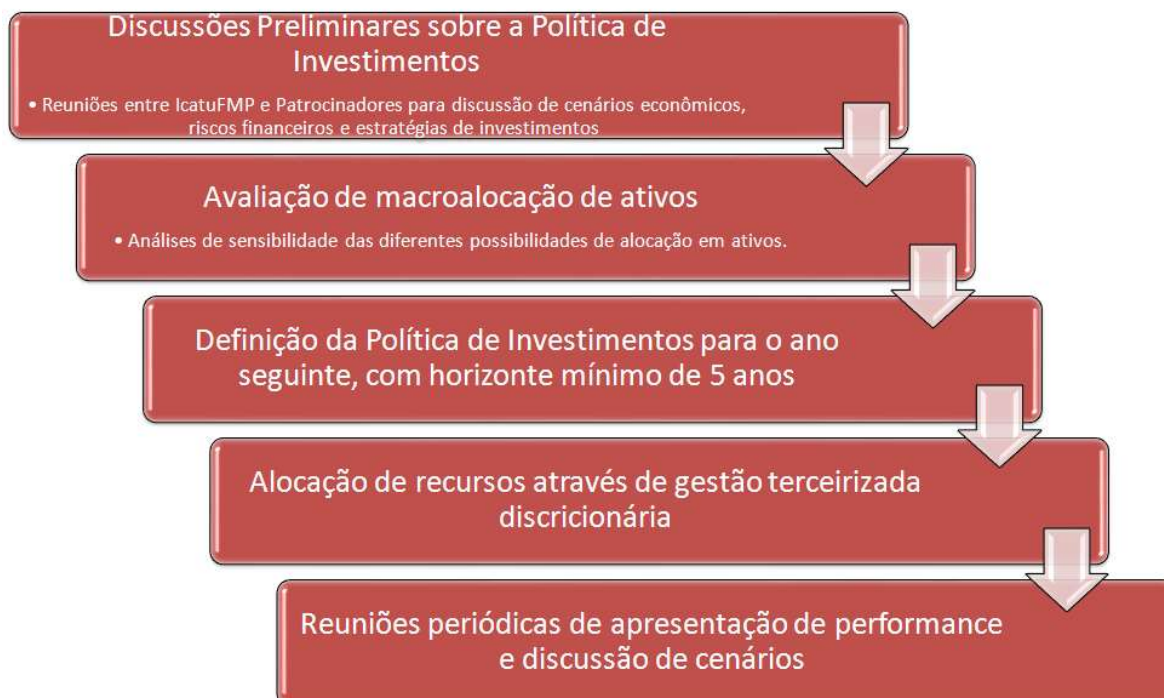 Discussões Preliminares sobre a Política de
Investimentos
• Reuniões entre IcatuFMP e Patrocinadores para discussão de cenários econômicos,
riscos financeiros e estratégias de investimentos
Avaliação de macroalocação de ativos
• Análises de sensibilidade das diferentes possibilidades de alocação em ativos.
Definição da Política de Investimentos para o ano
seguinte, com horizonte mínimo de 5 anos
Alocação de recursos através de gestão terceirizada
discricionária
Reuniões periódicas de apresentação de performance
e discussão de cenários